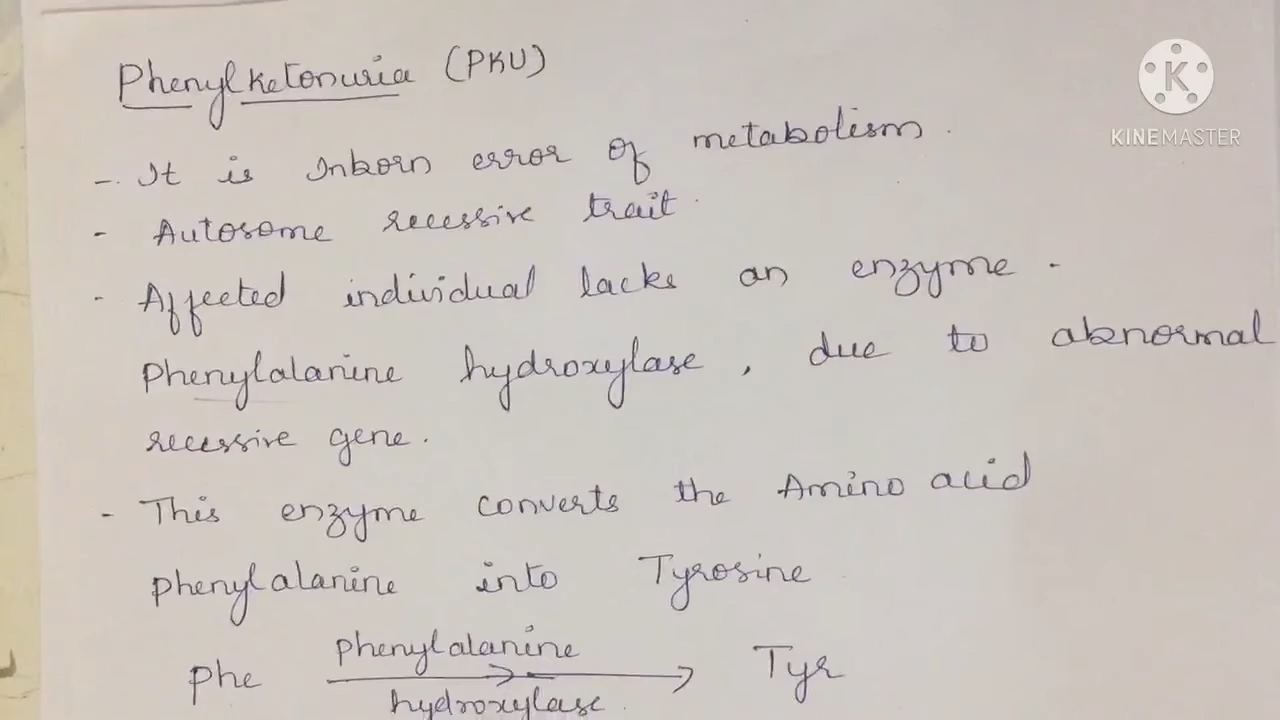 Phenylketonuria (PKU)
K
KINEMASTER
-. It is Inborn error of metabolism.
- Autosome recessive trait.
- Affected individual lacks an enzyme.
phenylalanine hydroxylase, due to abnormal
recessive gene.
- This enzyme converts the Amino acid
phenylalanine into Tyrosine
phenylalanine
phe → Tyr
hydroxylase.